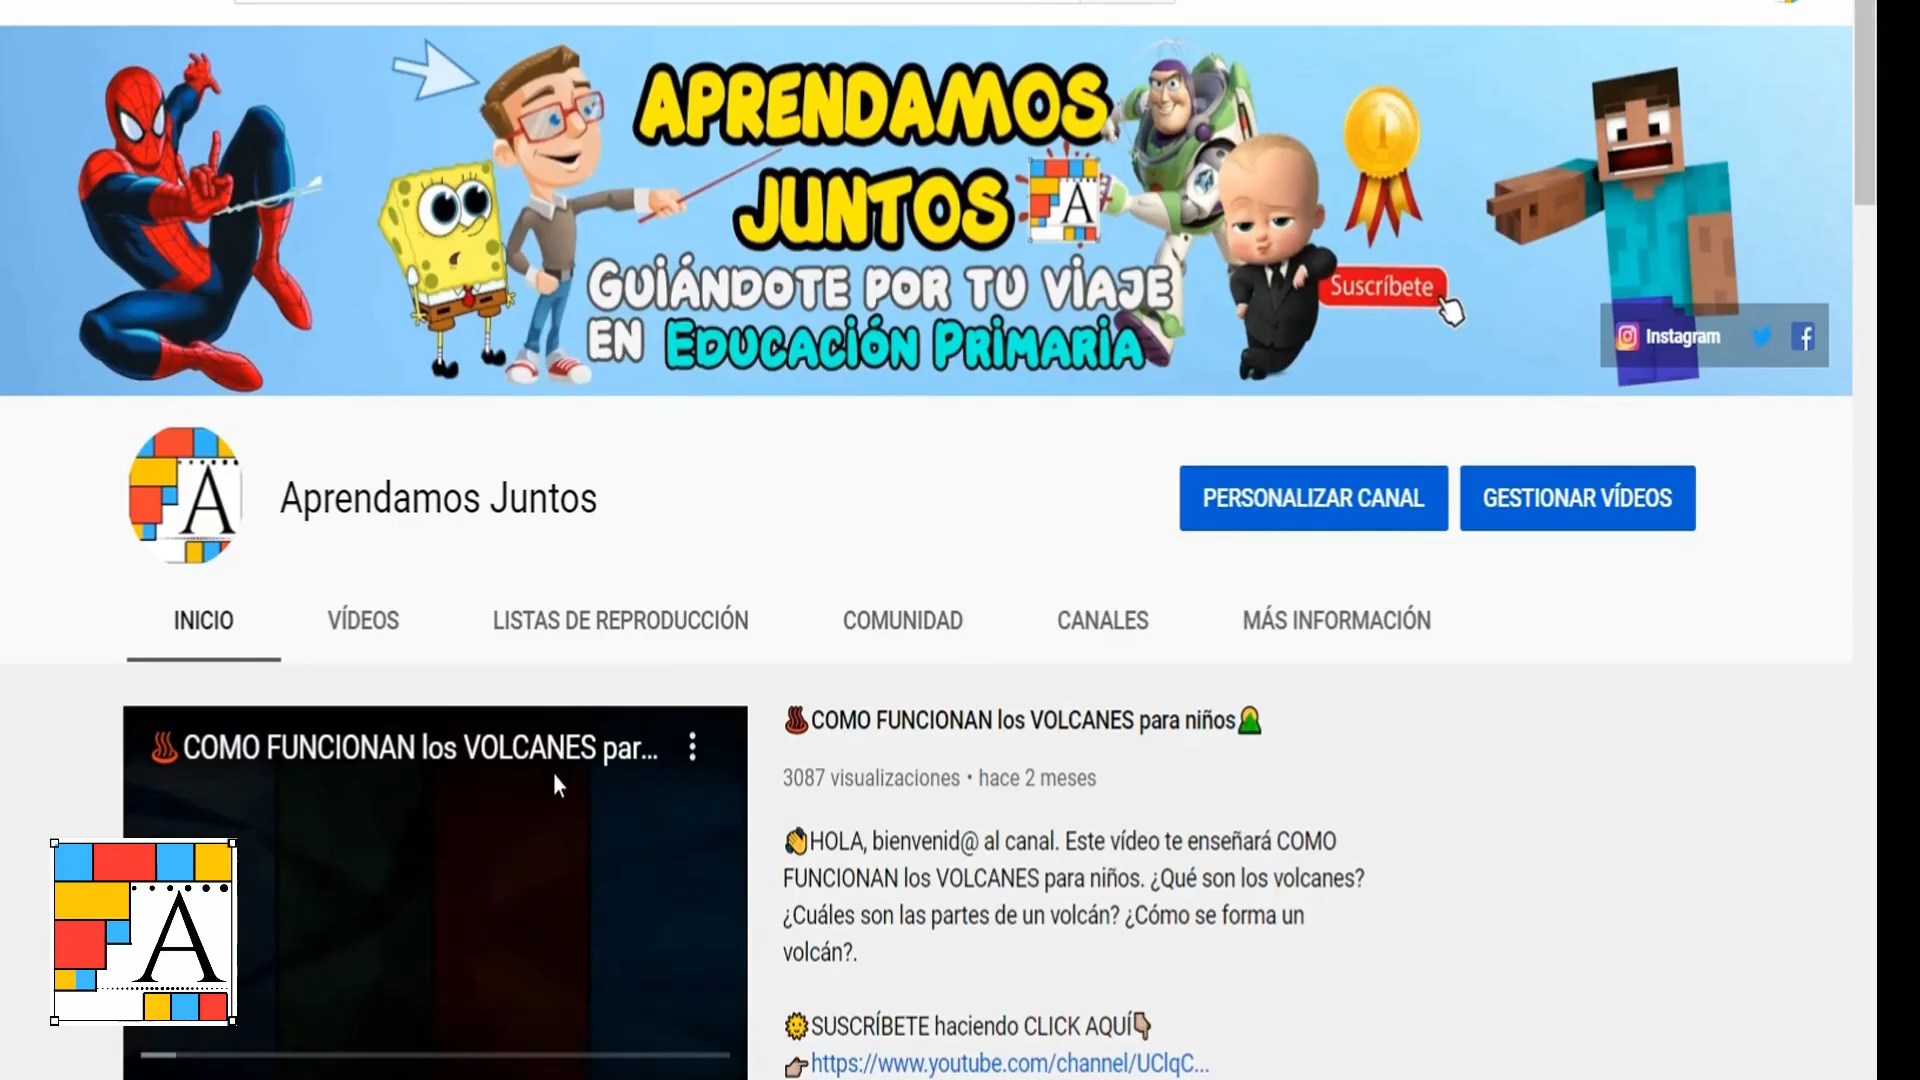 APRENDAMOS
JUNTOS
A
GUIÁNDOTE POR TU VIAJE
EN EDUCACIÓN PRIMARIA
1
Suscríbete
Instagram
A
Aprendamos Juntos
PERSONALIZAR CANAL
GESTIONAR VÍDEOS
INICIO
VÍDEOS
LISTAS DE REPRODUCCIÓN
COMUNIDAD
CANALES
MÁS INFORMACIÓN
♨️COMO FUNCIONAN los VOLCANES par...
♨️COMO FUNCIONAN los VOLCANES para niños🌄
3087 visualizaciones • hace 2 meses
👋HOLA, bienvenid@ al canal. Este vídeo te enseñará COMO
FUNCIONAN los VOLCANES para niños. ¿Qué son los volcanes?
¿Cuáles son las partes de un volcán? ¿Cómo se forma un
volcán?.
🌞SUSCRÍBETE haciendo CLICK AQUÍ👇🏼
👉🏼https://www.youtube.com/channel/UClqC...
A